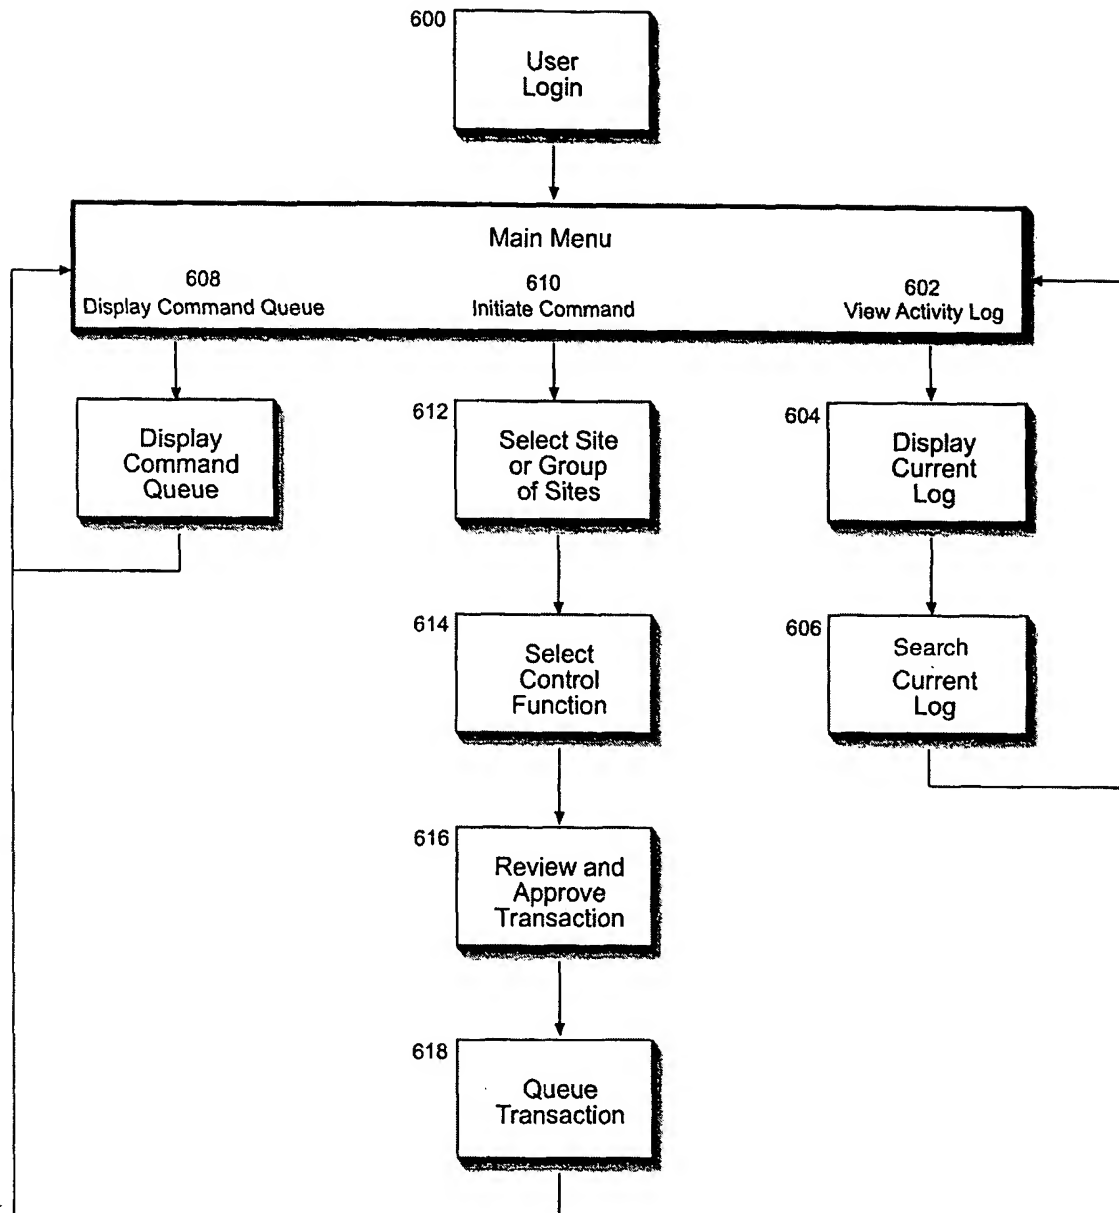 600
User
Login
Main Menu
608
Display Command Queue
610
Initiate Command
602
View Activity Log
Display
Command
Queue
612
Select Site
or Group
of Sites
604
Display
Current
Log
614
Select
Control
Function
606
Search
Current
Log
616
Review and
Approve
Transaction
618
Queue
Transaction